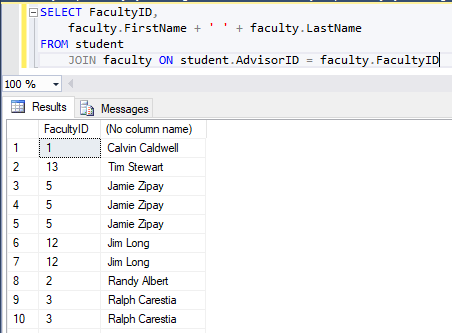 SELECT FacultyID,
faculty.FirstName + ' ' + faculty.LastName
FROM student
JOIN faculty ON student.AdvisorID = faculty.FacultyID
100 %
Results Messages
FacultyID (No column name)
1 1 Calvin Caldwell
2 13 Tim Stewart
3 5 Jamie Zipay
4 5 Jamie Zipay
5 5 Jamie Zipay
6 12 Jim Long
7 12 Jim Long
8 2 Randy Albert
9 3 Ralph Carestia
10 3 Ralph Carestia